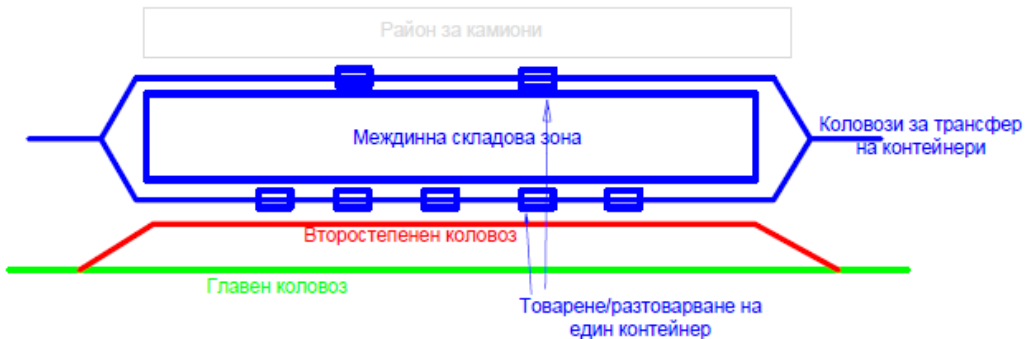 Район за камиони
Междинна складова зона
Коловози за трансфер
на контейнери
Второстепенен коловоз
Главен коловоз
Товарене/разтоварване на
един контейнер